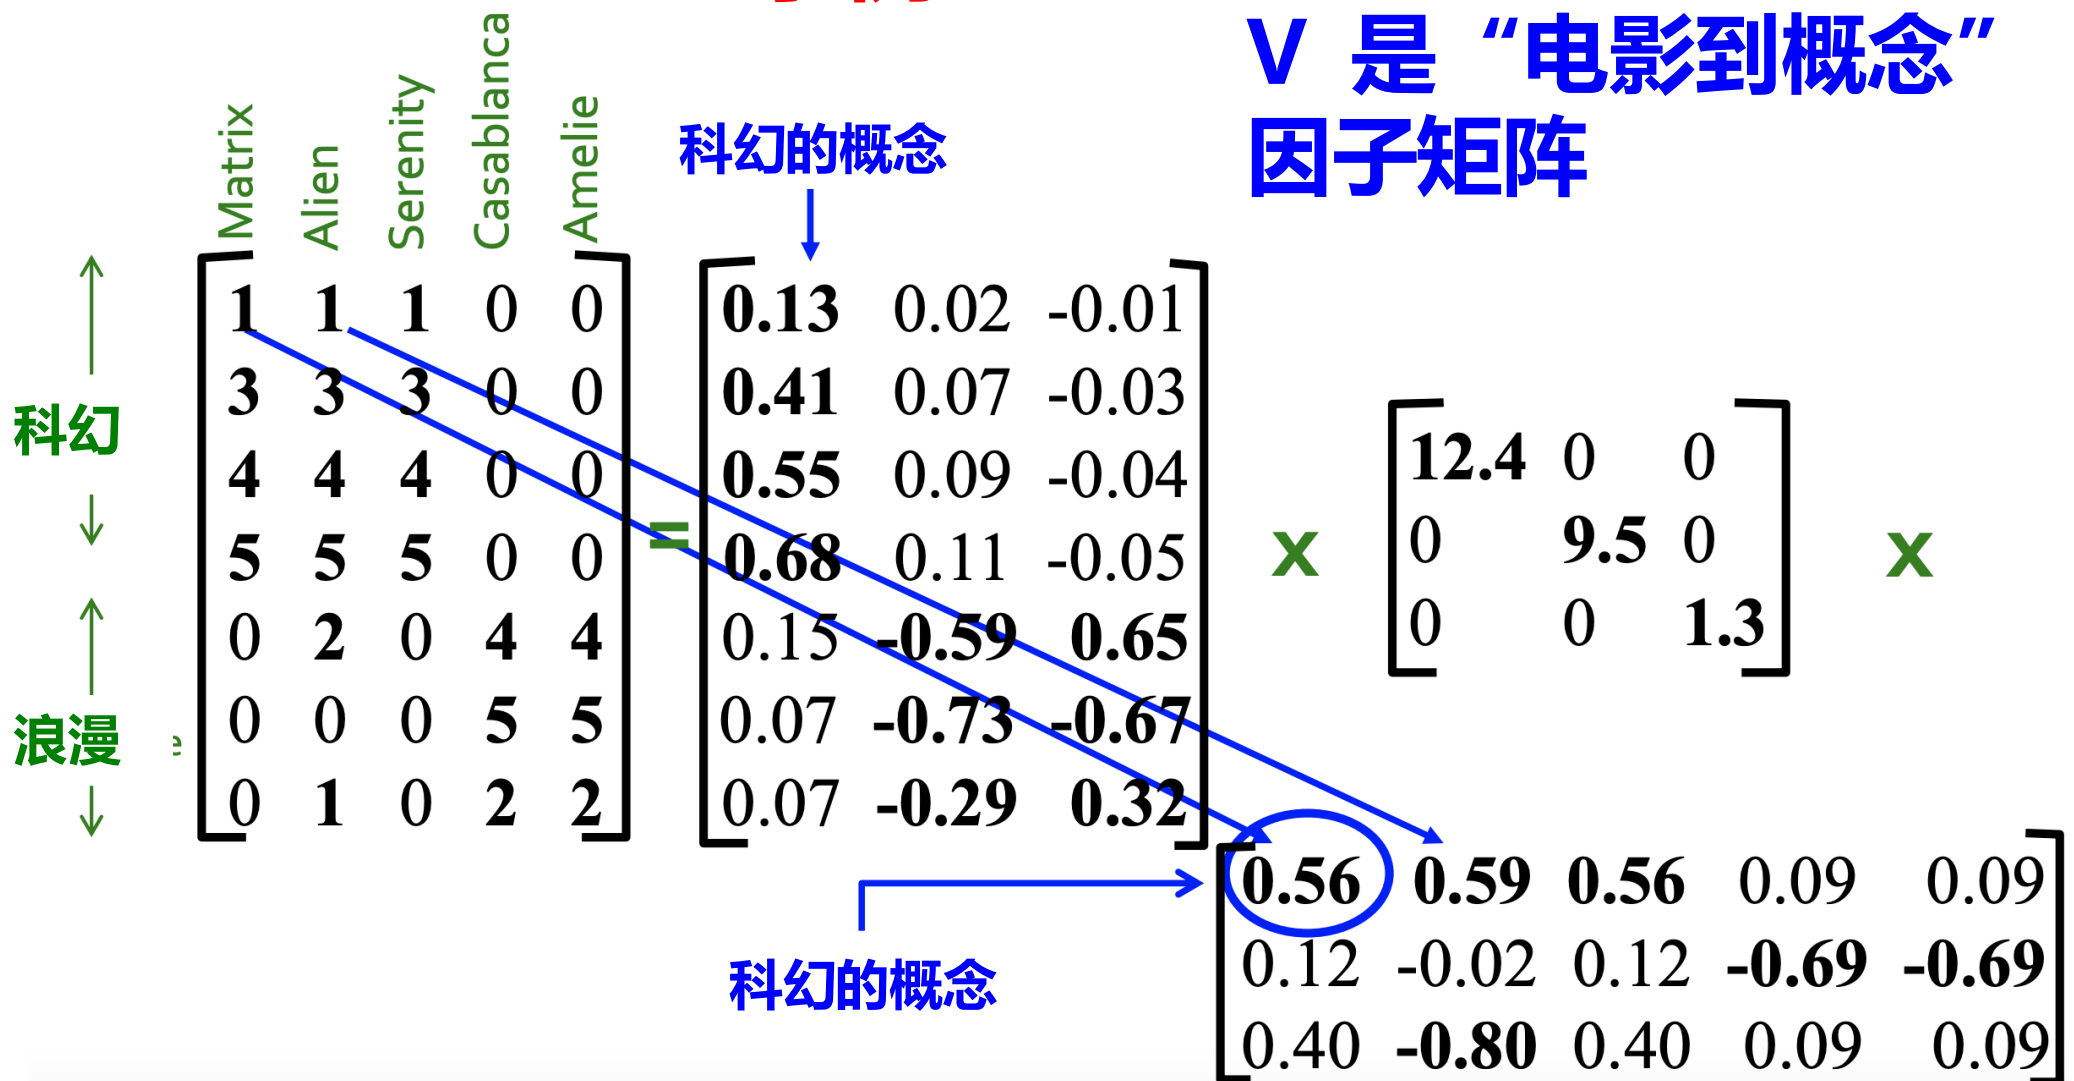 V 是 “电影到概念”
因子矩阵
Matrix
Alien
Serenity
Casablanca
Amelie
科幻的概念
科幻
浪漫
1 1 1 0 0
3 3 3 0 0
4 4 4 0 0
5 5 5 0 0
0 2 0 4 4
0 0 0 5 5
0 1 0 2 2
=
0.13 0.02 -0.01
0.41 0.07 -0.03
0.55 0.09 -0.04
0.68 0.11 -0.05
0.15 -0.59 0.65
0.07 -0.73 -0.67
0.07 -0.29 0.32
x
12.4 0 0
0 9.5 0
0 0 1.3
x
科幻的概念
0.56 0.59 0.56 0.09 0.09
0.12 -0.02 0.12 -0.69 -0.69
0.40 -0.80 0.40 0.09 0.09